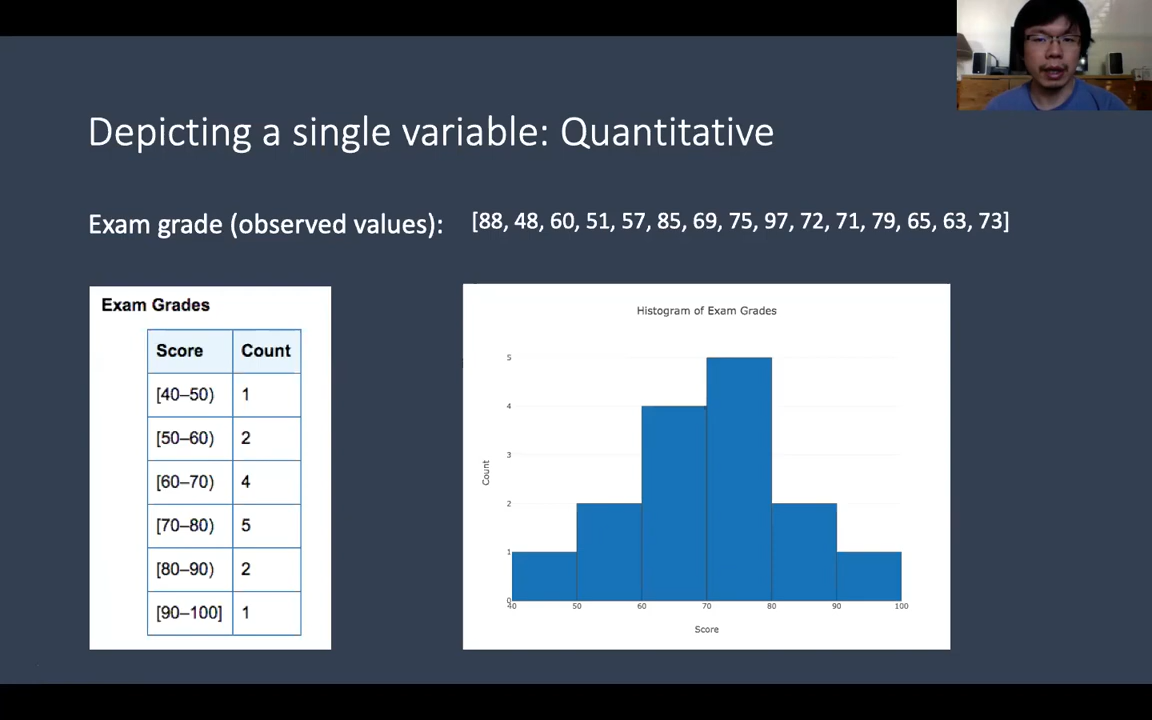 Depicting a single variable: Quantitative
Exam grade (observed values): [88, 48, 60, 51, 57, 85, 69, 75, 97, 72, 71, 79, 65, 63, 73]
Exam Grades
Score Count
[40–50) 1
[50–60) 2
[60–70) 4
[70–80) 5
[80–90) 2
[90–100] 1
Histogram of Exam Grades
5
4
3
2
1
0
Count
40 50 60 70 80 90 100
Score